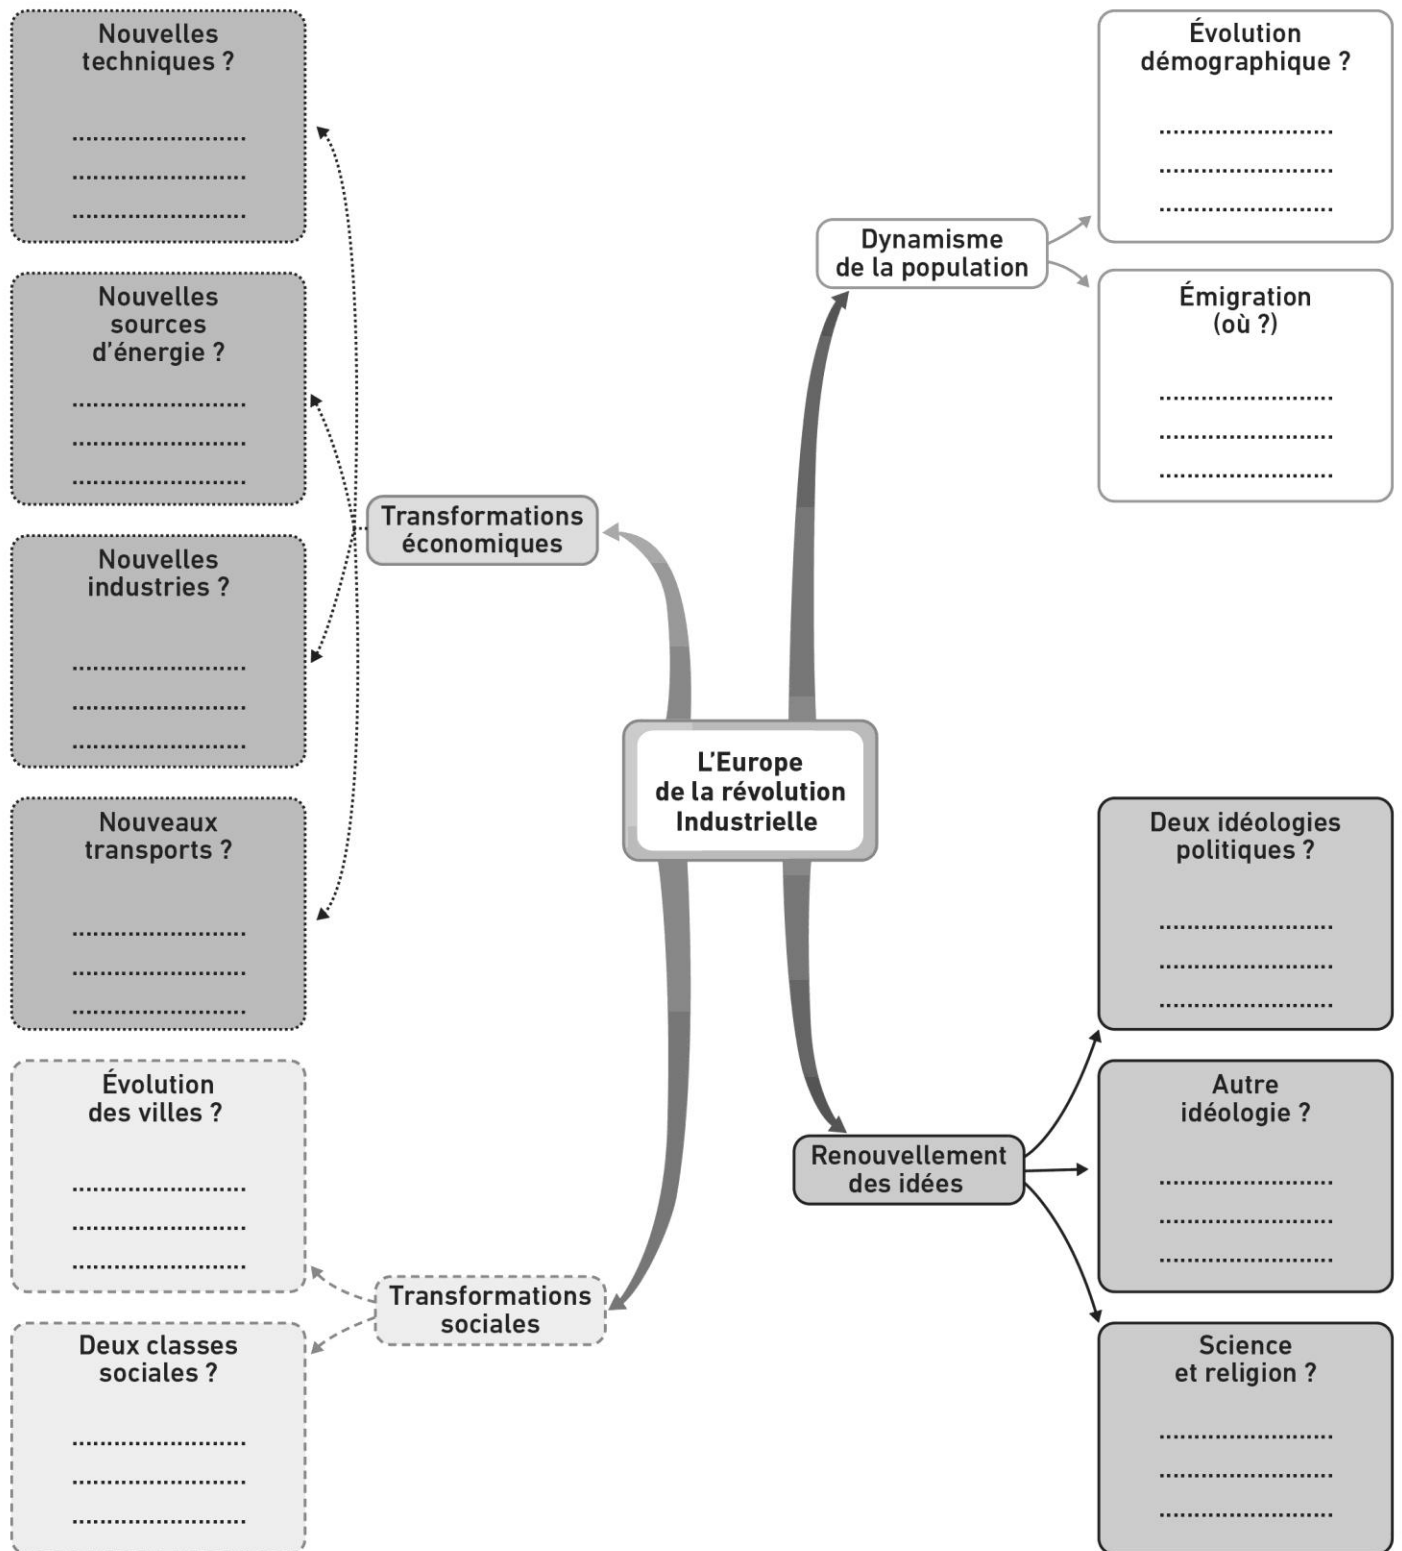 Nouvelles
techniques ?
........................
........................
........................
Nouvelles
sources
d'énergie ?
........................
........................
........................
Nouvelles
industries ?
........................
........................
........................
Nouveaux
transports ?
........................
........................
........................
Évolution
des villes ?
........................
........................
........................
Deux classes
sociales ?
........................
........................
........................
Transformations
économiques
Transformations
sociales
L'Europe
de la révolution
Industrielle
Dynamisme
de la population
Renouvellement
des idées
Évolution
démographique ?
........................
........................
........................
Émigration
(où ?)
........................
........................
........................
Deux idéologies
politiques ?
........................
........................
........................
Autre
idéologie ?
........................
........................
........................
Science
et religion ?
........................
........................
........................